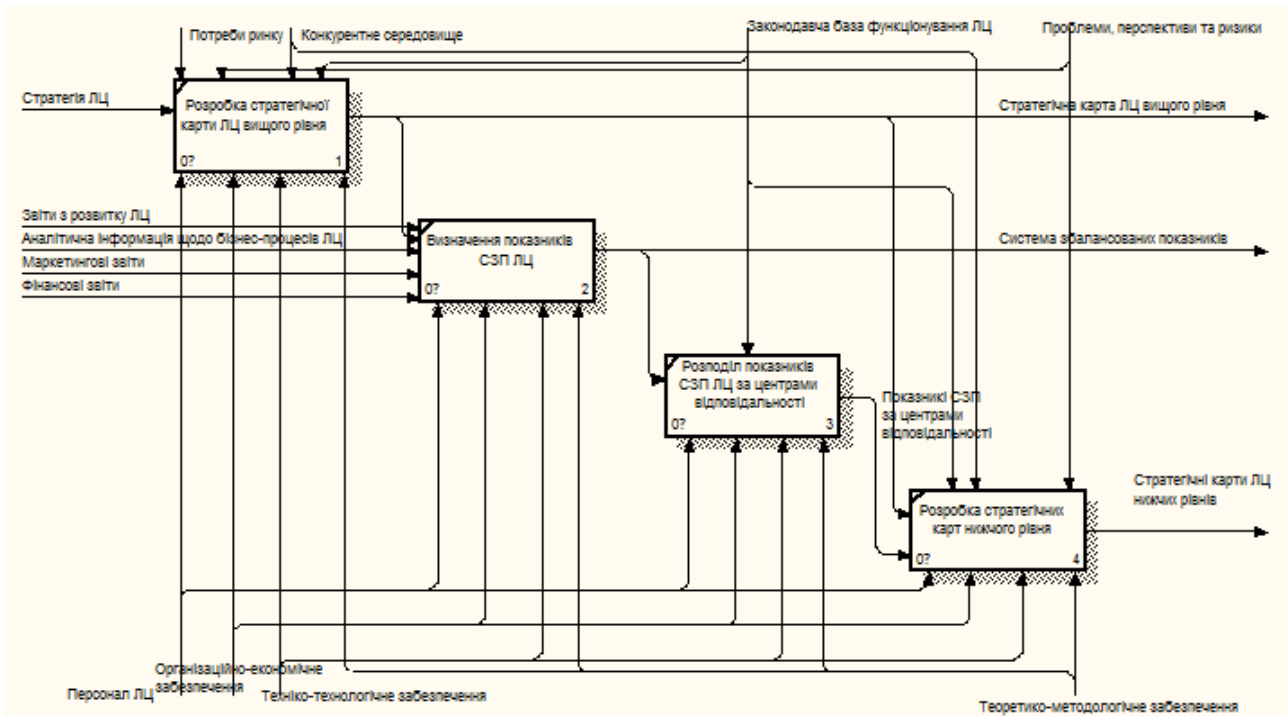 Потреби ринку
Конкурентне середовище
Законодавча база функціонування ЛЦ
Проблеми, перспективи та ризики
Стратегія ЛЦ
Розробка стратегічної
карти ЛЦ вищого рівня
0?
1
Стратегічна карта ЛЦ вищого рівня
Звіти з розвитку ЛЦ
Аналітична інформація щодо бізнес-процесів ЛЦ
Маркетингові звіти
Фінансові звіти
Визначення показників
СЗП ЛЦ
0?
2
Система збалансованих показників
Розподіл показників
СЗП ЛЦ за центрами
відповідальності
0?
3
Показникі СЗП
за центрами
відповідальності
Розробка стратегічних
карт нижчого рівня
0?
4
Стратегічні карти ЛЦ
нижчих рівнів
Організаційно-економічне
забезпечення
Персонал ЛЦ
Техніко-технологічне забезпечення
Теоретико-методологічне забезпечення